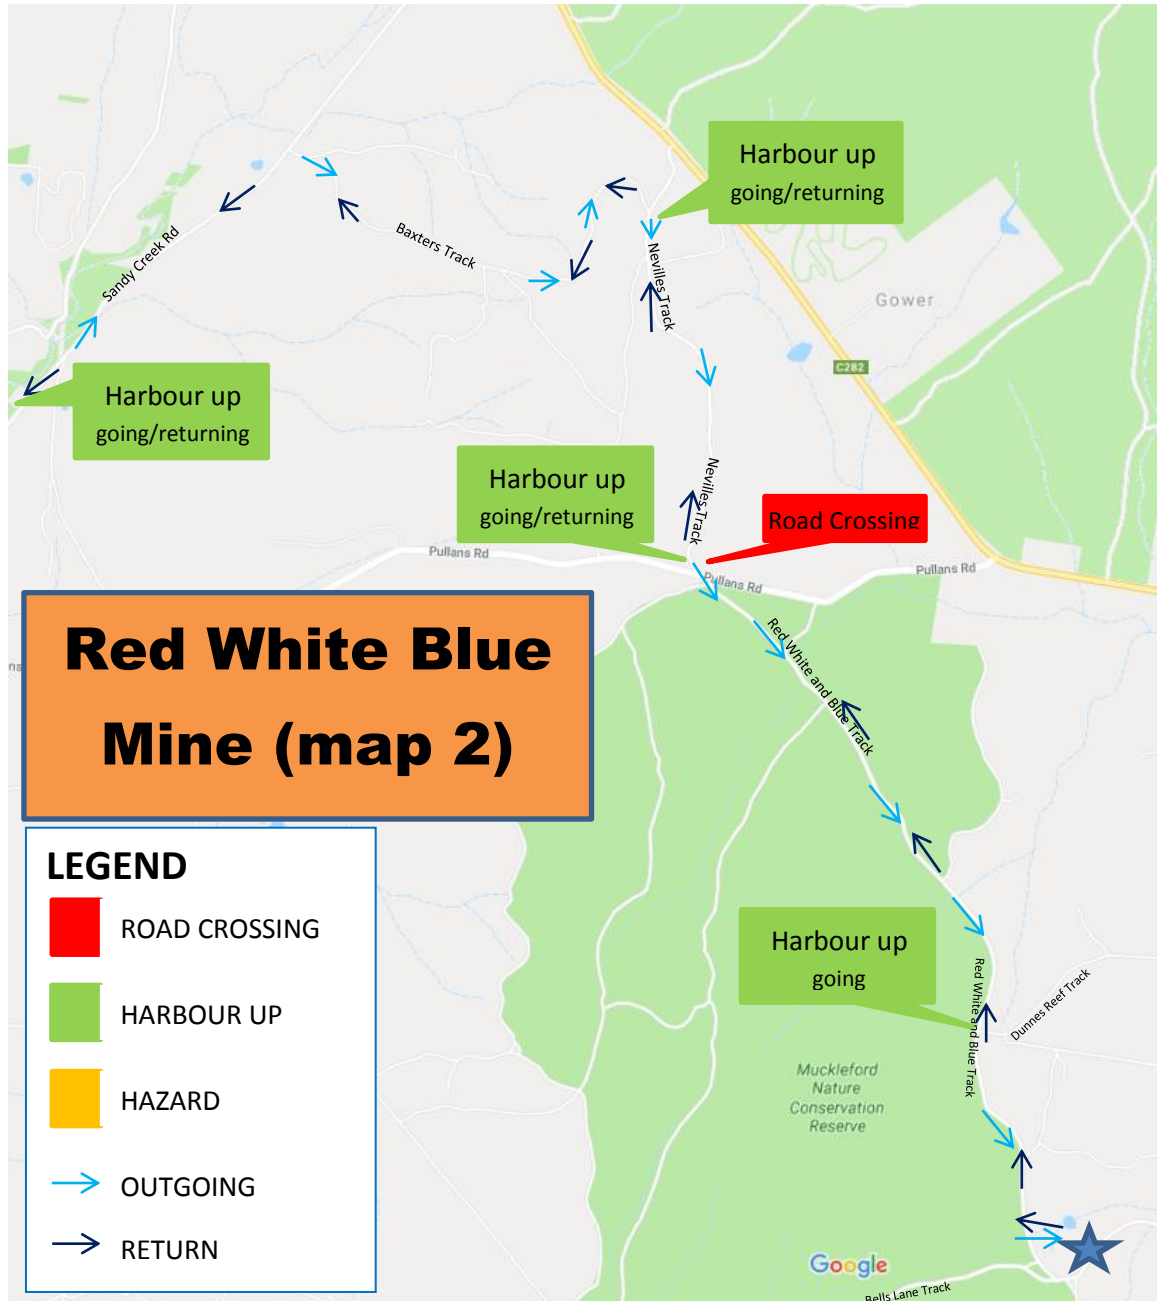 Harbour up
going/returning
Sandy Creek Rd
Baxters Track
Nevilles Track
Gower
C282
Harbour up
going/returning
Harbour up
going/returning
Nevilles Track
Road Crossing
Pullans Rd
Pullans Rd
Pullans Rd
Red White Blue
Mine (map 2)
Red White and Blue Track
LEGEND
ROAD CROSSING
HARBOUR UP
HAZARD
OUTGOING
RETURN
Harbour up
going
Red White and Blue Track
Dunnes Reef Track
Muckleford
Nature
Conservation
Reserve
Google
Bells Lane Track